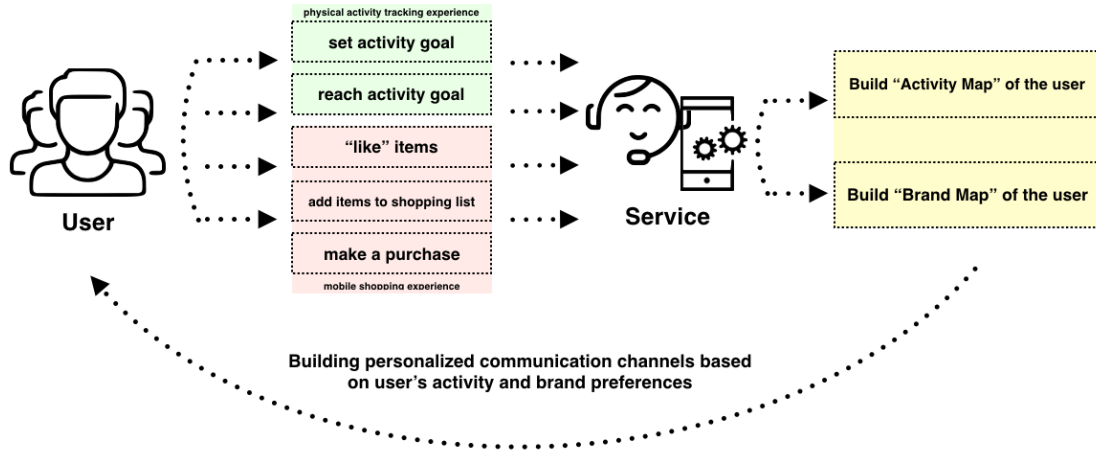 physical activity tracking experience
set activity goal
reach activity goal
“like” items
add items to shopping list
make a purchase
mobile shopping experience
User
Service
Build “Activity Map” of the user
Build “Brand Map” of the user
Building personalized communication channels based
on user’s activity and brand preferences